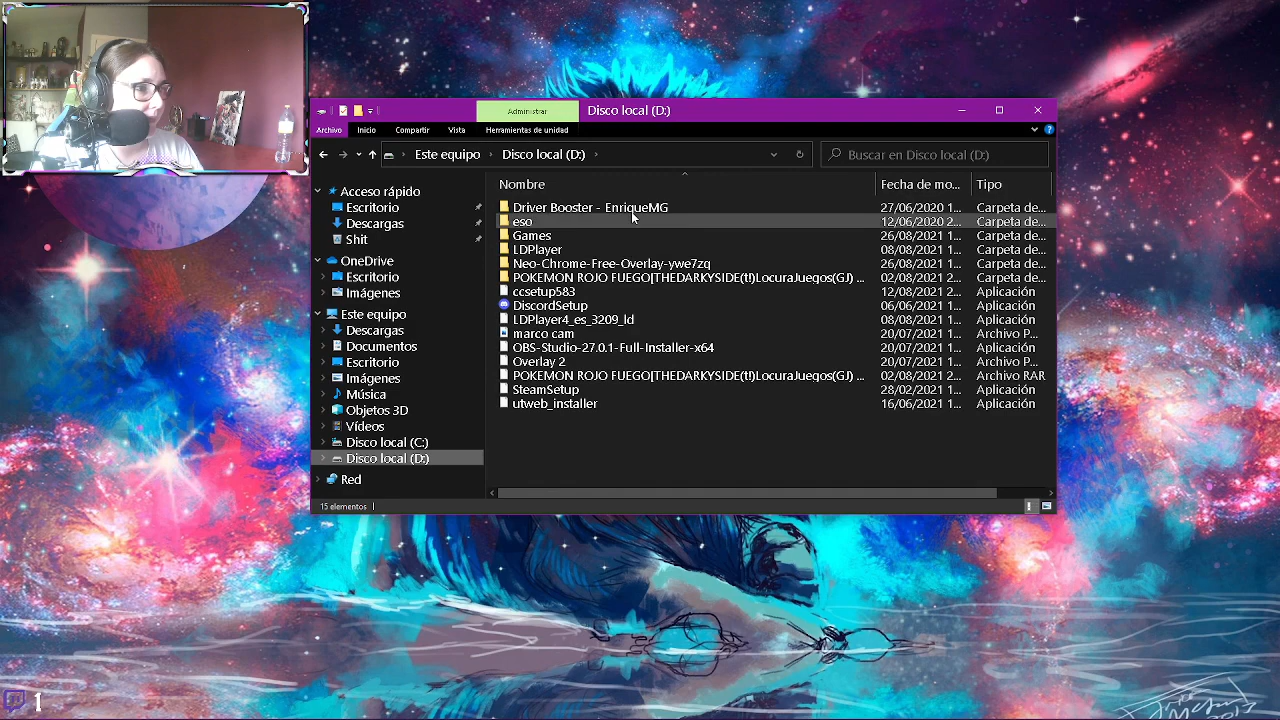 Administrar
Disco local (D:)
Archivo Inicio Compartir Vista Herramientas de unidad
Este equipo Disco local (D:) Buscar en Disco local (D:)
Nombre Fecha de mo... Tipo
Acceso rápido
Escritorio
Descargas
Shit
OneDrive
Escritorio
Imágenes
Este equipo
Descargas
Documentos
Escritorio
Imágenes
Música
Objetos 3D
Vídeos
Disco local (C:)
Disco local (D:)
Red
Driver Booster - EnriqueMG 27/06/2020 1... Carpeta de...
eso 12/06/2020 2... Carpeta de...
Games 26/08/2021 1... Carpeta de...
LDPlayer 08/08/2021 1... Carpeta de...
Neo-Chrome-Free-Overlay-ywe7zq 26/08/2021 1... Carpeta de...
POKEMON ROJO FUEGO[THEDARKYSIDE(t!)LocuraJuegos(GJ) ... 02/08/2021 2... Carpeta de...
ccsetup583 12/08/2021 2... Aplicación
DiscordSetup 06/06/2021 1... Aplicación
LDPlayer4_es_3209_ld 08/08/2021 1... Aplicación
marco cam 20/07/2021 1... Archivo P...
OBS-Studio-27.0.1-Full-Installer-x64 20/07/2021 1... Aplicación
Overlay 2 20/07/2021 1... Archivo P...
POKEMON ROJO FUEGO[THEDARKYSIDE(t!)LocuraJuegos(GJ) ... 02/08/2021 2... Archivo RAR
SteamSetup 28/02/2021 1... Aplicación
utweb_installer 16/06/2021 1... Aplicación
15 elementos
1